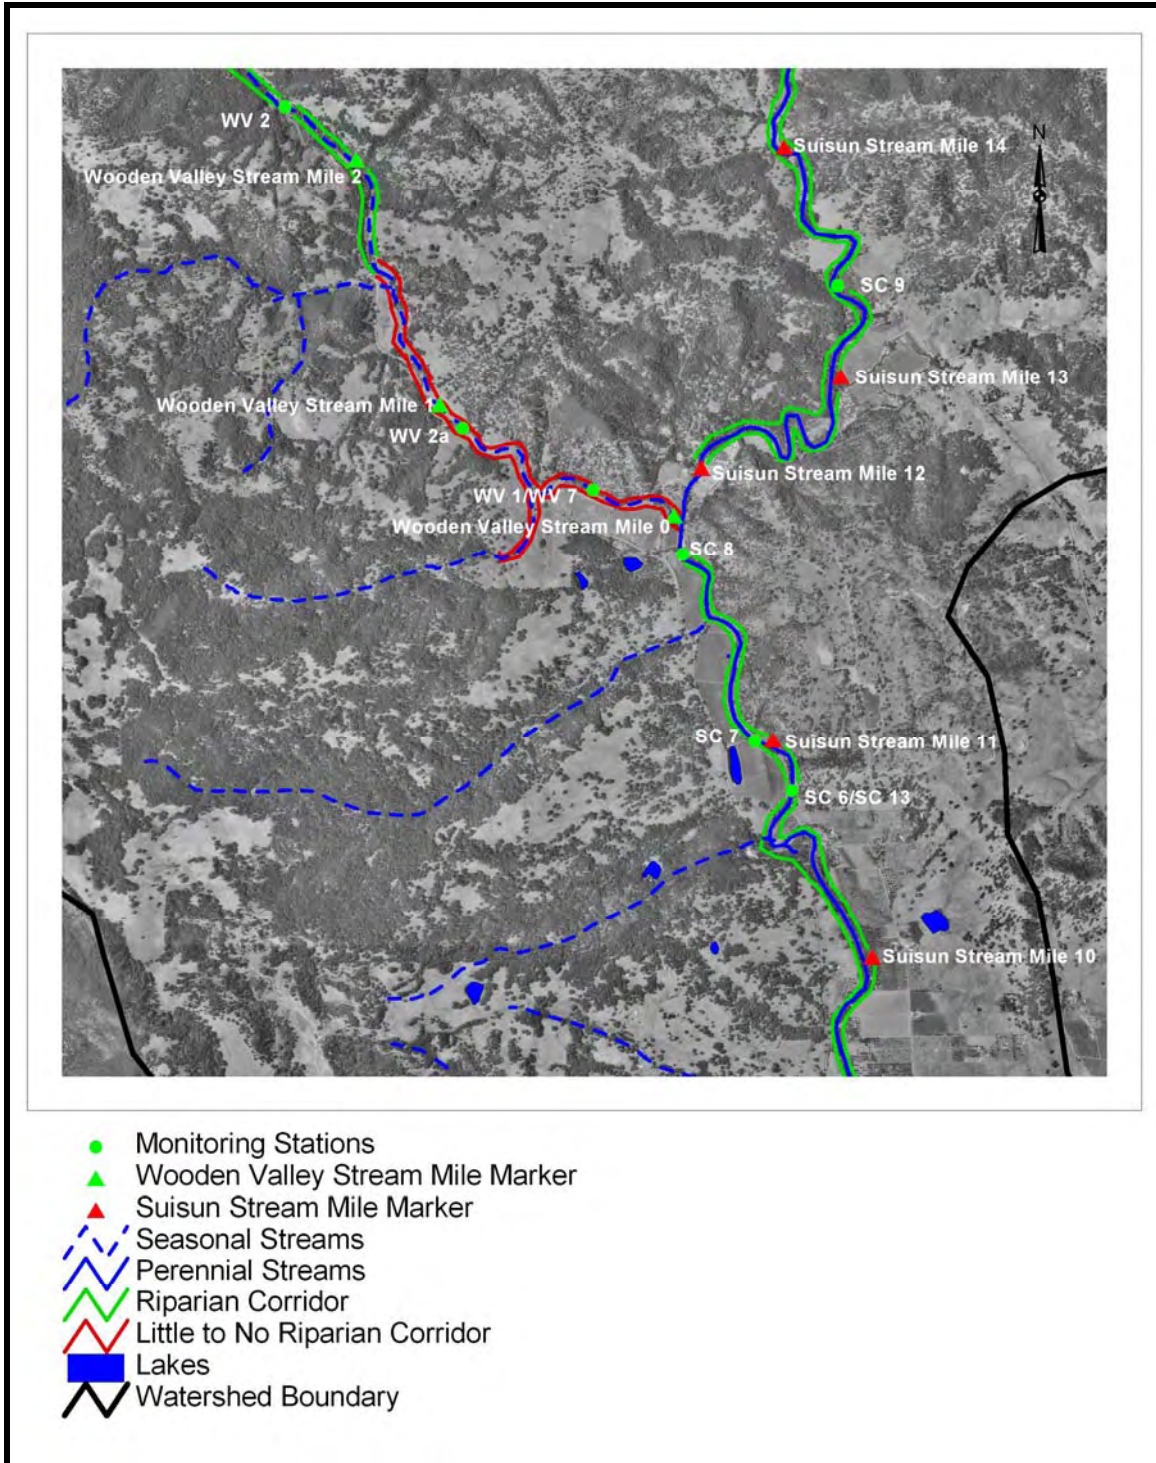 WV 2
N
Suisun Stream Mile 14
Wooden Valley Stream Mile 2
SC 9
Suisun Stream Mile 13
Wooden Valley Stream Mile 1
WV 2a
Suisun Stream Mile 12
WV 1/WV 7
Wooden Valley Stream Mile 0
SC 8
SC 7
Suisun Stream Mile 11
SC 6/SC 13
Suisun Stream Mile 10
Monitoring Stations
Wooden Valley Stream Mile Marker
Suisun Stream Mile Marker
Seasonal Streams
Perennial Streams
Riparian Corridor
Little to No Riparian Corridor
Lakes
Watershed Boundary